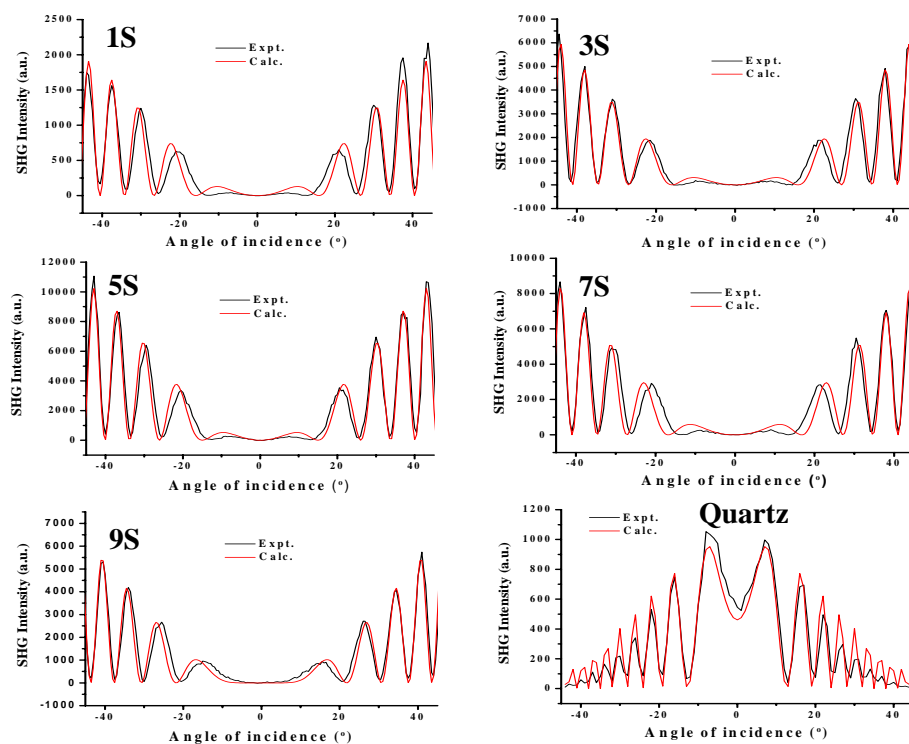 1S
Expt.
Calc.
SHG Intensity (a.u.)
2500
2000
1500
1000
500
0
-40 -20 0 20 40
Angle of incidence (°)
3S
Expt.
Calc.
SHG Intensity (a.u.)
7000
6000
5000
4000
3000
2000
1000
0
-1000
-40 -20 0 20 40
Angle of incidence (°)
5S
Expt.
Calc.
SHG Intensity (a.u.)
12000
10000
8000
6000
4000
2000
0
-40 -20 0 20 40
Angle of incidence (°)
7S
Expt.
Calc.
SHG Intensity (a.u.)
10000
8000
6000
4000
2000
0
-40 -20 0 20 40
Angle of incidence (°)
9S
Expt.
Calc.
SHG Intensity (a.u.)
7000
6000
5000
4000
3000
2000
1000
0
-1000
-40 -20 0 20 40
Angle of incidence (°)
Quartz
Expt.
Calc.
SHG Intensity (a.u.)
1200
1000
800
600
400
200
0
-40 -20 0 20 40
Angle of incidence (°)